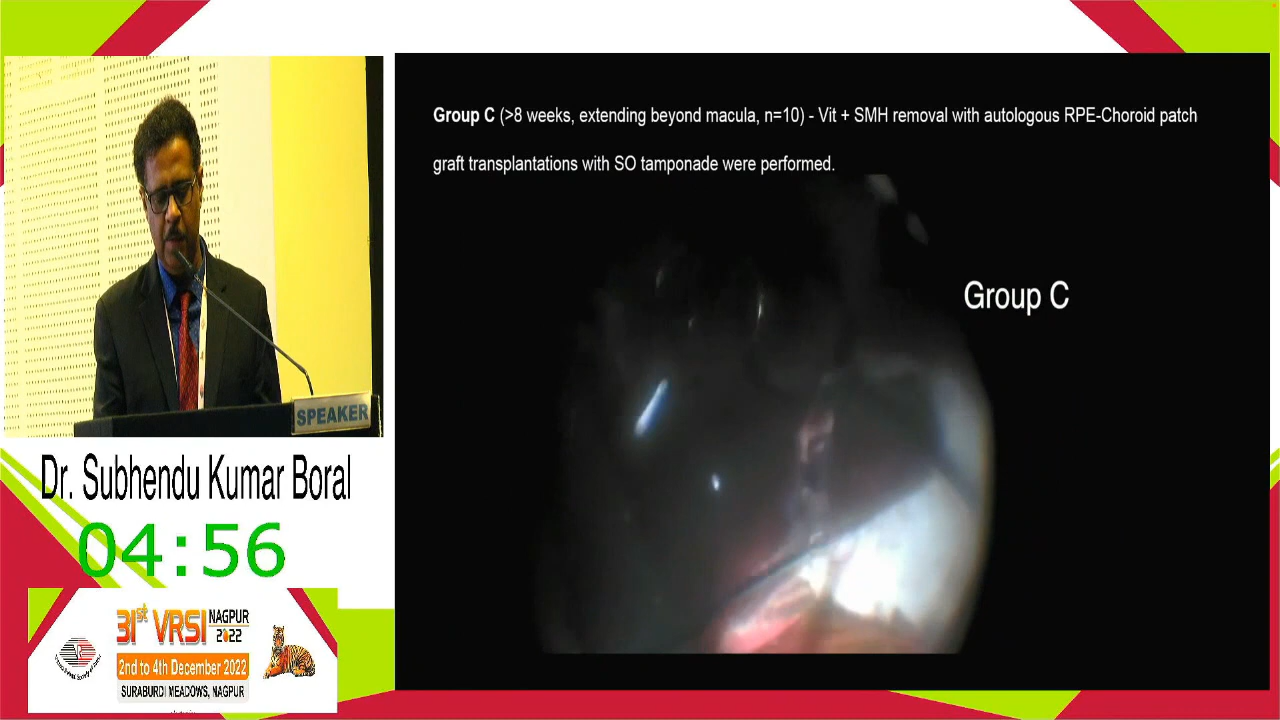 Group C (>8 weeks, extending beyond macula, n=10) - Vit + SMH removal with autologous RPE-Choroid patch
graft transplantations with SO tamponade were performed.
Group C
SPEAKER
Dr. Subhendu Kumar Boral
04:56
31st VRSI NAGPUR 2022
2nd to 4th December 2022
SURABURDI MEADOWS, NAGPUR